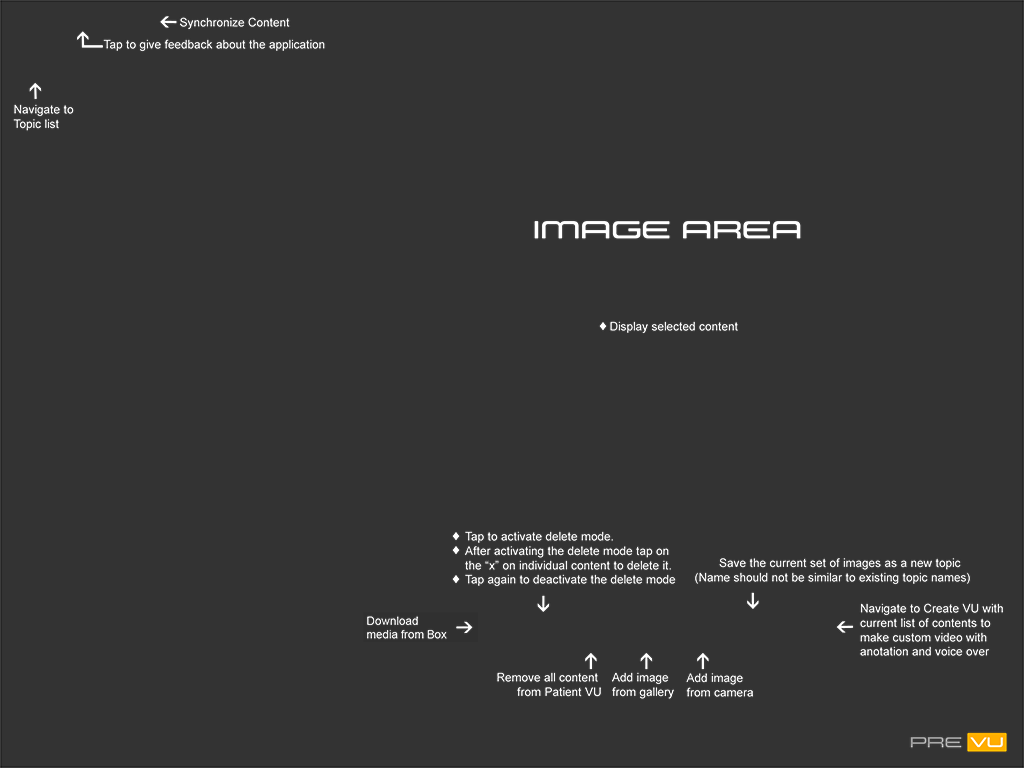 Synchronize Content
Tap to give feedback about the application
Navigate to
Topic list
IMAGE AREA
♦ Display selected content
♦ Tap to activate delete mode.
♦ After activating the delete mode tap on
the “x” on individual content to delete it.
♦ Tap again to deactivate the delete mode
Save the current set of images as a new topic
(Name should not be similar to existing topic names)
Download
media from Box
Navigate to Create VU with
current list of contents to
make custom video with
anotation and voice over
Remove all content
from Patient VU
Add image
from gallery
Add image
from camera
PRE VU